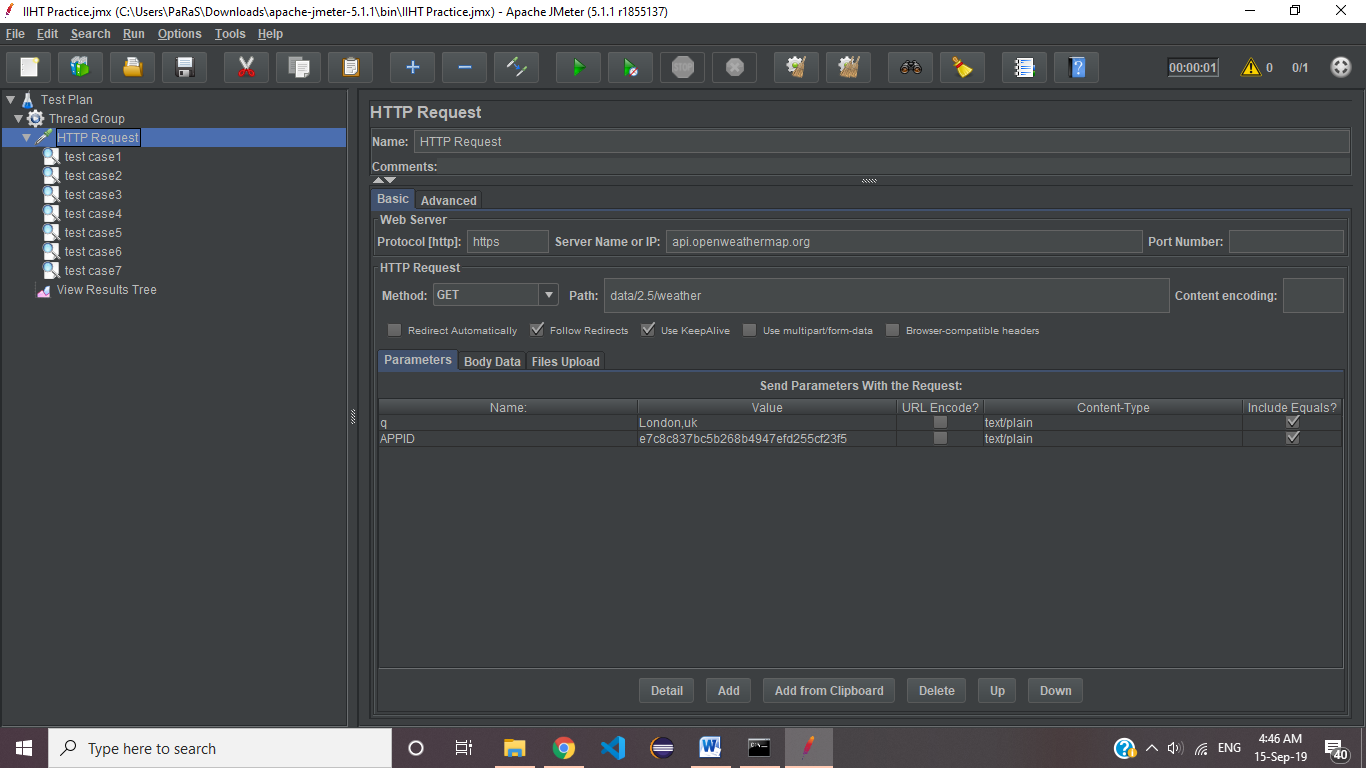 IIHT Practice.jmx (C:\Users\PaRaS\Downloads\apache-jmeter-5.1.1\bin\IIHT Practice.jmx) - Apache JMeter (5.1.1 r1855137)
File Edit Search Run Options Tools Help
STOP 00:00:01 0 0/1
Test Plan
Thread Group
HTTP Request
test case1
test case2
test case3
test case4
test case5
test case6
test case7
View Results Tree
HTTP Request
Name: HTTP Request
Comments:
Basic Advanced
Web Server
Protocol [http]: https Server Name or IP: api.openweathermap.org Port Number:
HTTP Request
Method: GET Path: data/2.5/weather Content encoding:
Redirect Automatically Follow Redirects Use KeepAlive Use multipart/form-data Browser-compatible headers
Parameters Body Data Files Upload
Send Parameters With the Request:
Name: Value URL Encode? Content-Type Include Equals?
q London,uk text/plain
APPID e7c8c837bc5b268b4947efd255cf23f5 text/plain
Detail Add Add from Clipboard Delete Up Down
Type here to search
ENG
4:46 AM
15-Sep-19
40